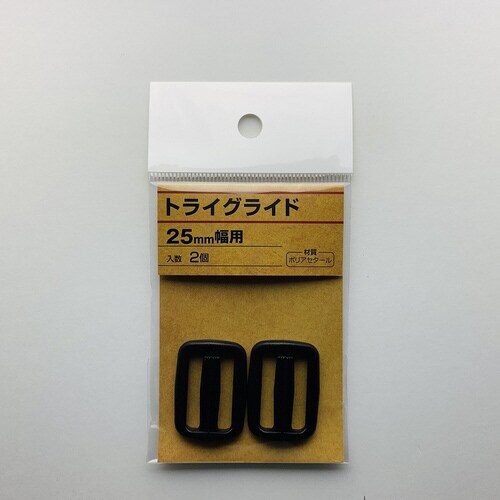 トライグライド
25mm幅用
入数 2個
材質
ポリアセタール